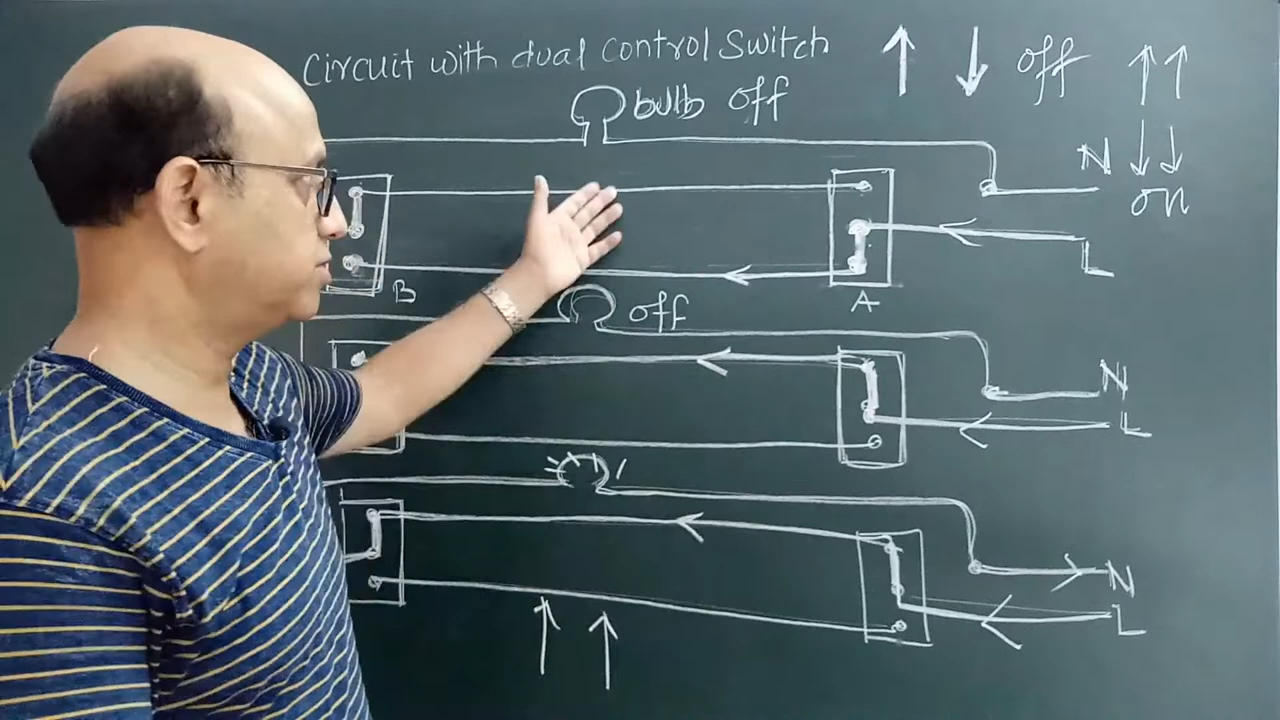 Circuit with dual control Switch
↑ ↓ off ↑↑
bulb off
N ↓↓
on
L
B
A
off
N
L
N
L